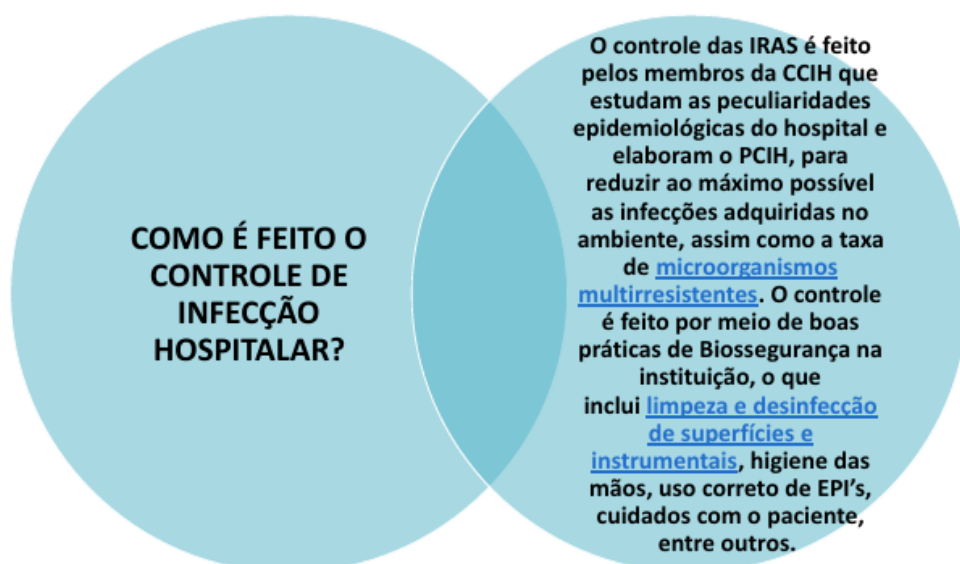 COMO É FEITO O
CONTROLE DE
INFECÇÃO
HOSPITALAR?
O controle das IRAS é feito
pelos membros da CCIH que
estudam as peculiaridades
epidemiológicas do hospital e
elaboram o PCIH, para
reduzir ao máximo possível
as infecções adquiridas no
ambiente, assim como a taxa
de microorganismos
multirresistentes. O controle
é feito por meio de boas
práticas de Biossegurança na
instituição, o que
inclui limpeza e desinfecção
de superfícies e
instrumentais, higiene das
mãos, uso correto de EPI’s,
cuidados com o paciente,
entre outros.